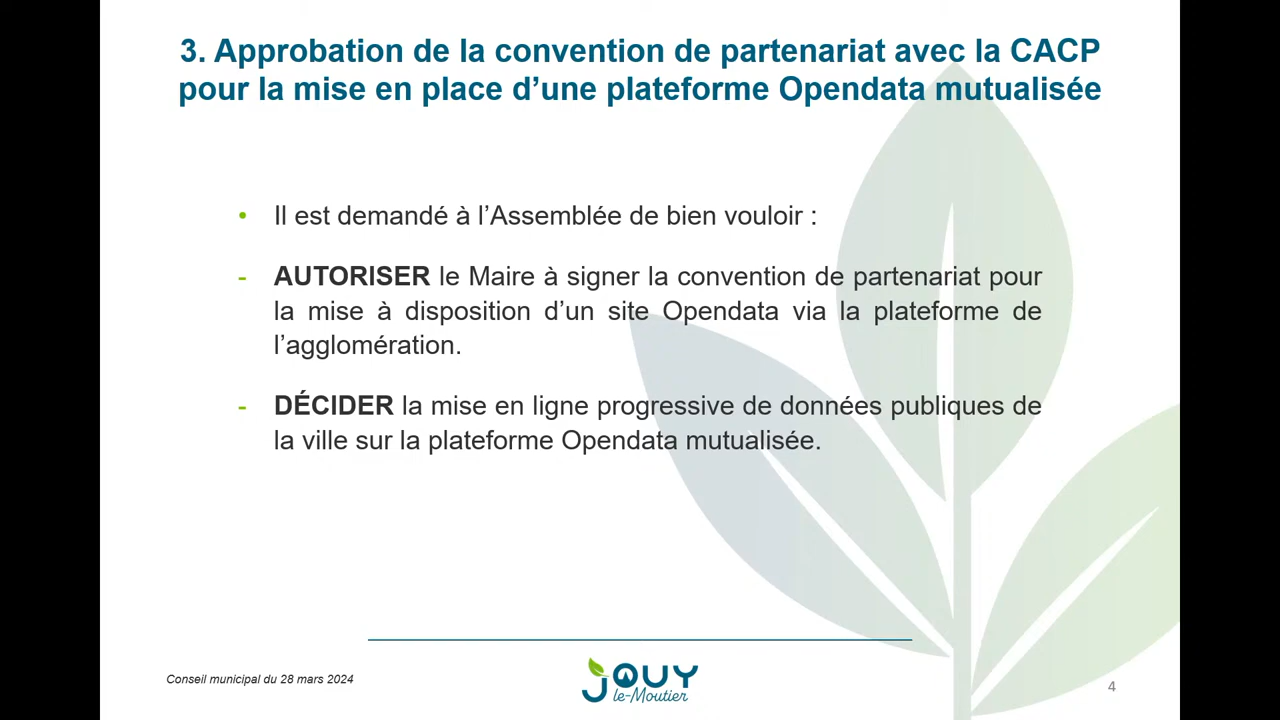 3. Approbation de la convention de partenariat avec la CACP
pour la mise en place d’une plateforme Opendata mutualisée
• Il est demandé à l’Assemblée de bien vouloir :
- AUTORISER le Maire à signer la convention de partenariat pour
la mise à disposition d’un site Opendata via la plateforme de
l’agglomération.
- DÉCIDER la mise en ligne progressive de données publiques de
la ville sur la plateforme Opendata mutualisée.
Conseil municipal du 28 mars 2024
JOUY
le-Moutier
4